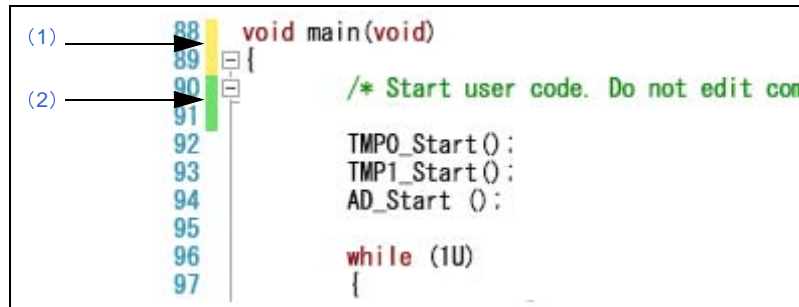 (1) 88 void main(void)
89 {
(2) 90 /* Start user code. Do not edit com
91
92 TMP0_Start();
93 TMP1_Start();
94 AD_Start ();
95
96 while (1U)
97 {